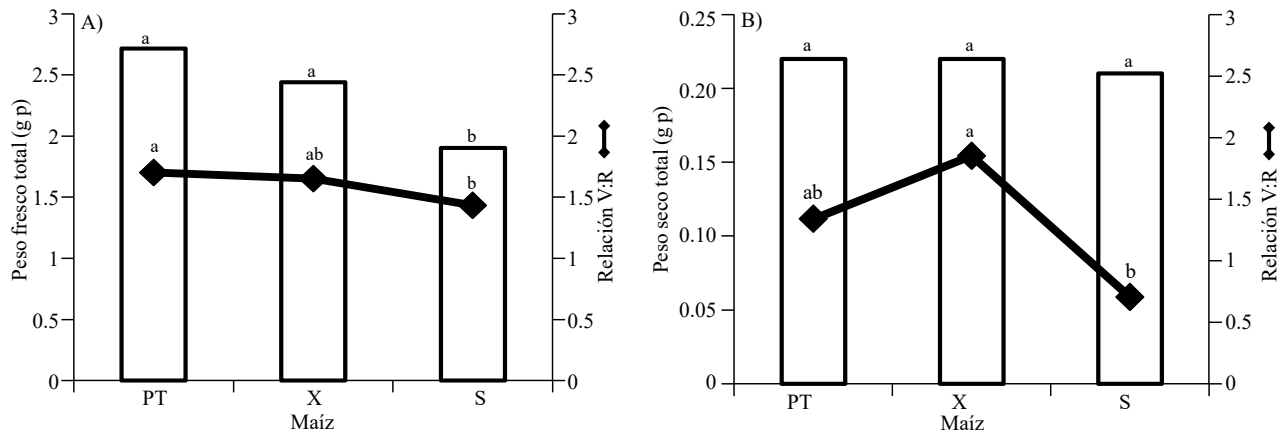 A)
Peso fresco total (g p)
3
2.5
2
1.5
1
0.5
0
a
a
b
a
ab
b
3
2.5
2
1.5
1
0.5
0
Relación V:R
PT
X
S
Maíz
B)
Peso seco total (g p)
0.25
0.20
0.15
0.10
0.05
0
a
a
a
ab
a
b
3
2.5
2
1.5
1
0.5
0
Relación V:R
PT
X
S
Maíz